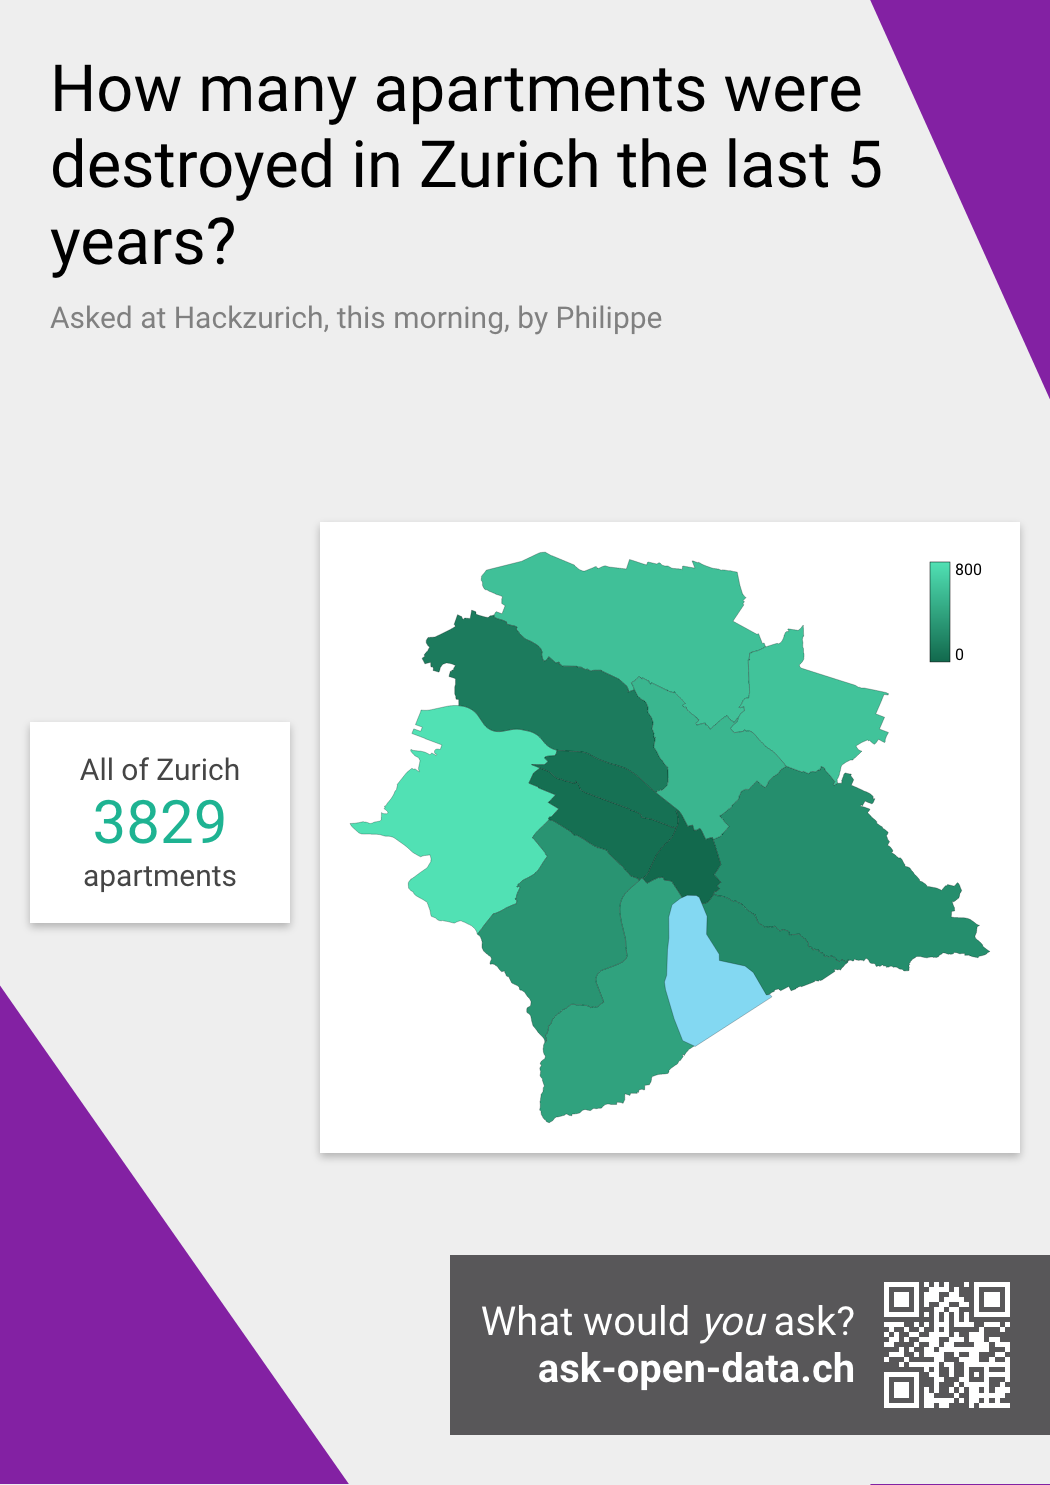 How many apartments were
destroyed in Zurich the last 5
years?
Asked at Hackzurich, this morning, by Philippe
800
0
All of Zurich
3829
apartments
What would you ask?
ask-open-data.ch